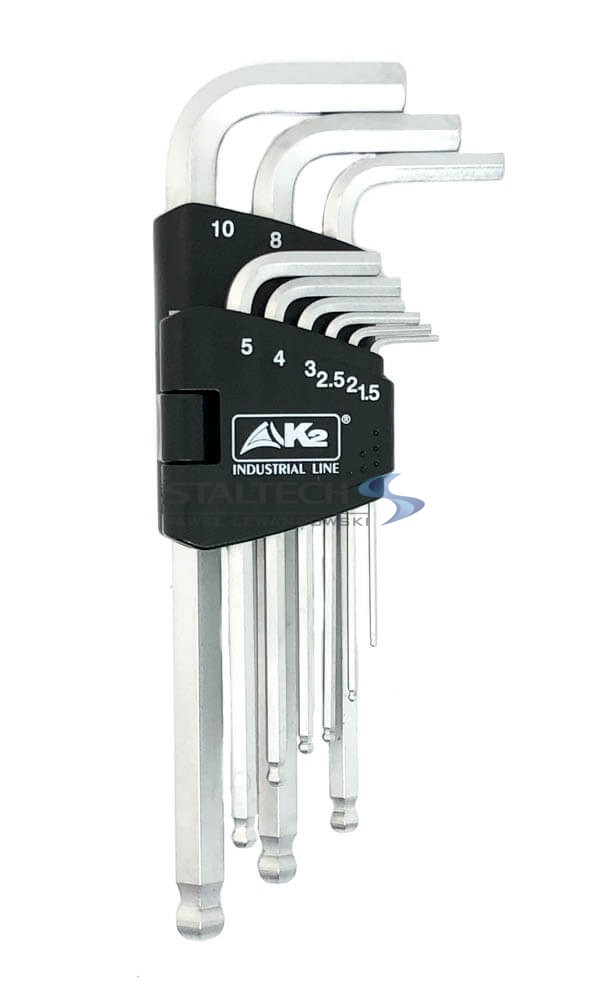 10
8
5 4 3 2.5 2 1.5
K2®
INDUSTRIAL LINE
STALTECH
PAWEŁ LEWANDOWSKI